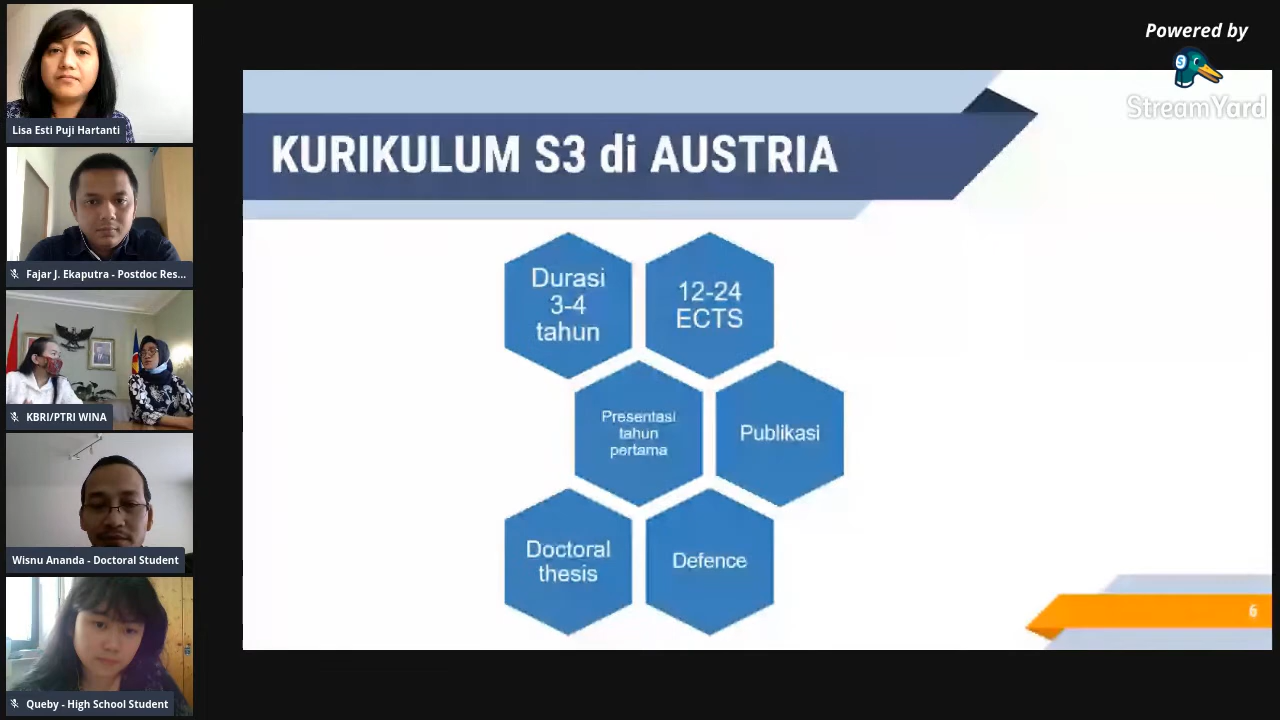 Lisa Esti Puji Hartanti
Fajar J. Ekaputra - Postdoc Res...
KBRI/PTRI WINA
Wisnu Ananda - Doctoral Student
Queby - High School Student
Powered by
S
StreamYard
KURIKULUM S3 di AUSTRIA
Durasi
3-4
tahun
12-24
ECTS
Presentasi
tahun
pertama
Publikasi
Doctoral
thesis
Defence
6